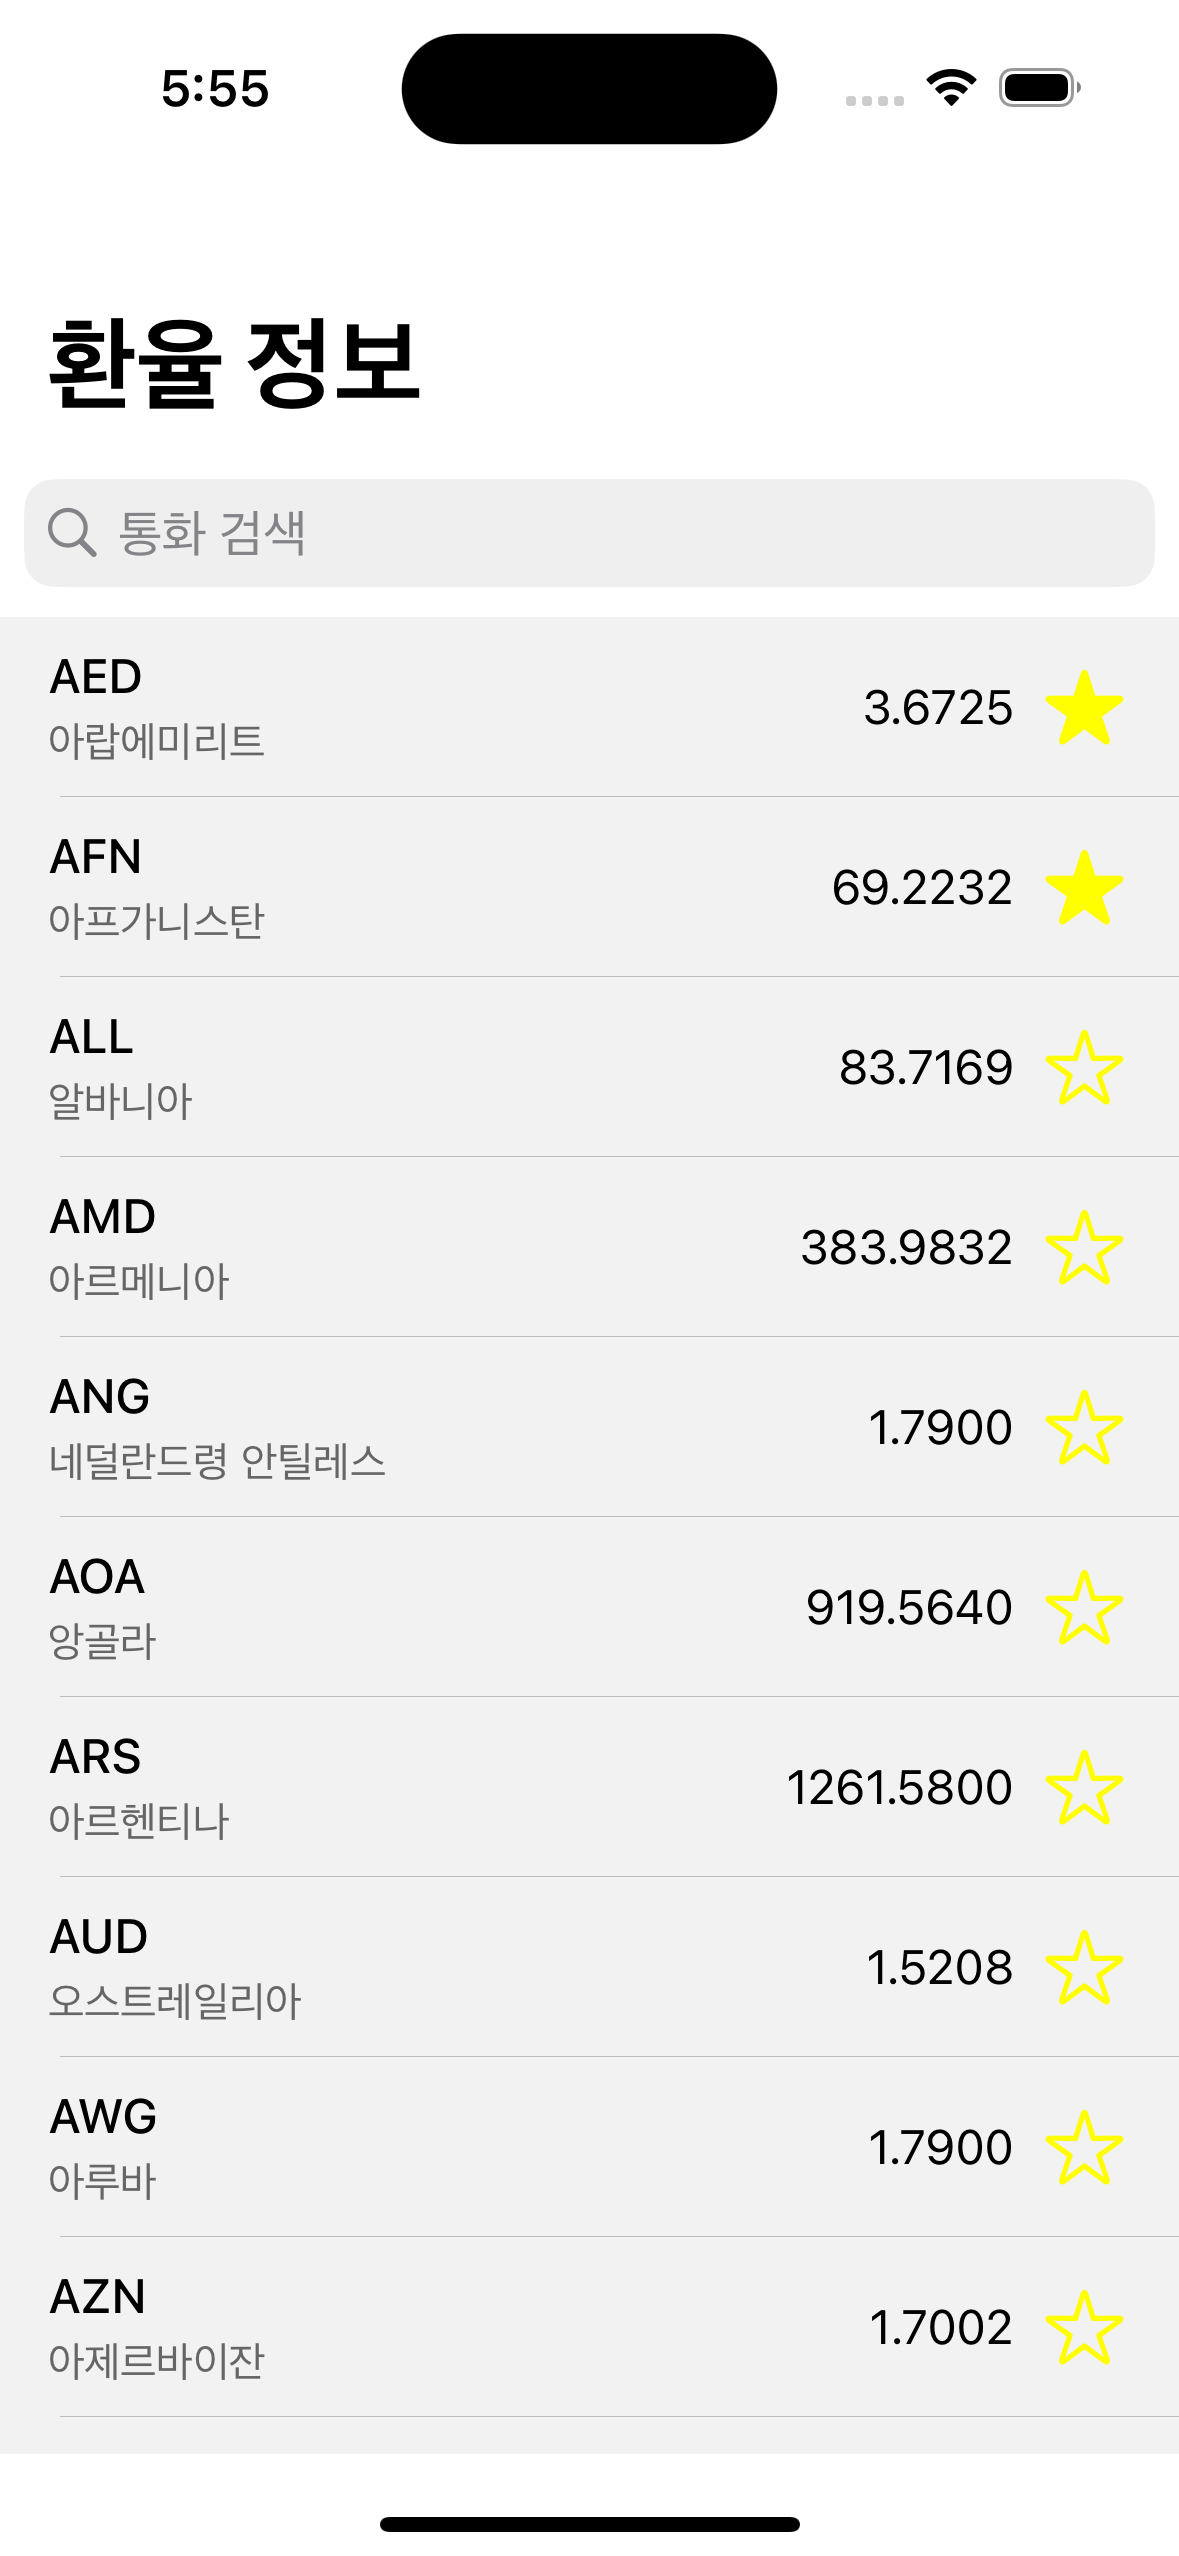 5:55
환율 정보
통화 검색
AED
아랍에미리트
3.6725
AFN
아프가니스탄
69.2232
ALL
알바니아
83.7169
AMD
아르메니아
383.9832
ANG
네덜란드령 안틸레스
1.7900
AOA
앙골라
919.5640
ARS
아르헨티나
1261.5800
AUD
오스트레일리아
1.5208
AWG
아루바
1.7900
AZN
아제르바이잔
1.7002